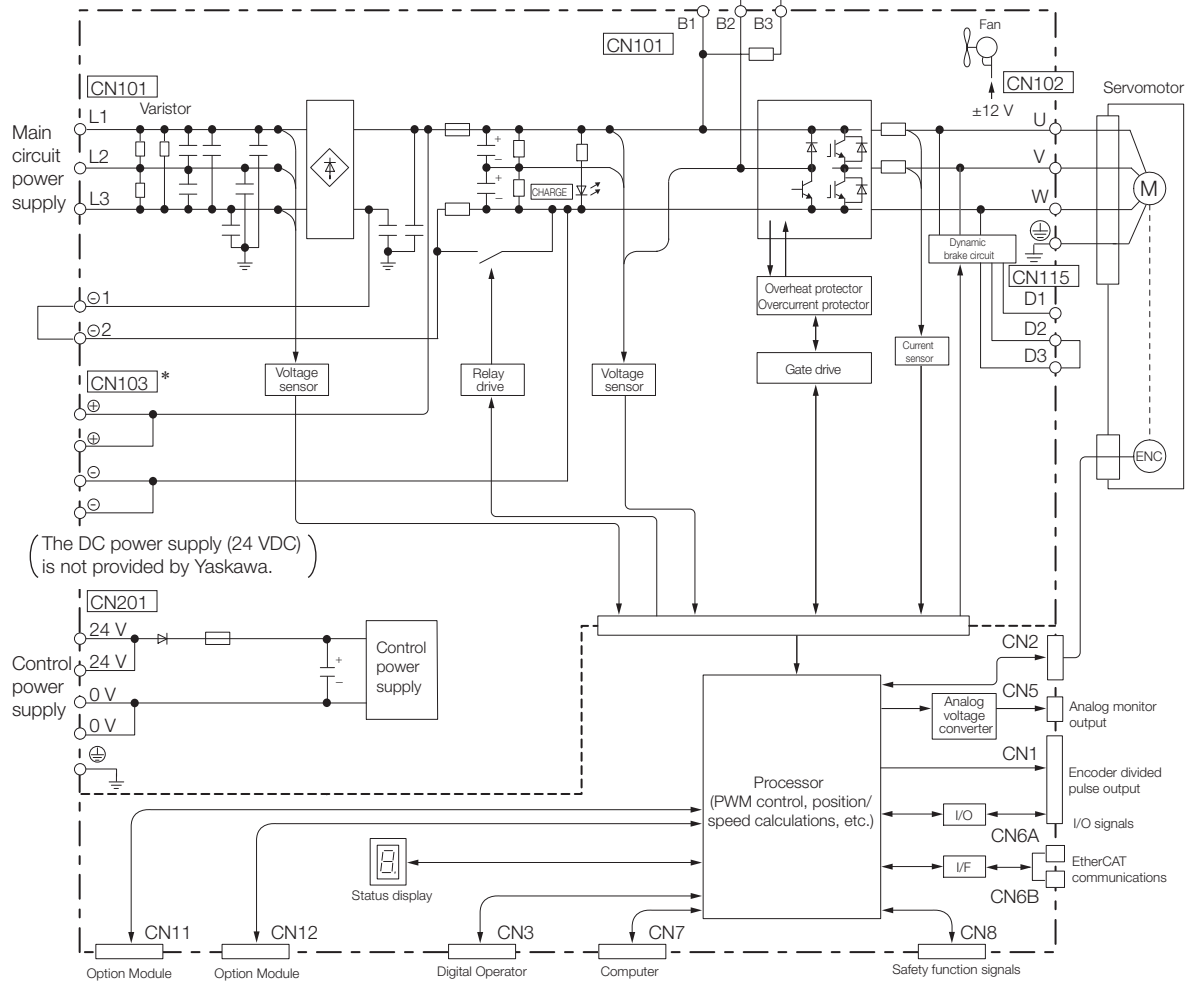 B1
B2
B3
CN101
Fan
±12 V
CN102
Servomotor
CN101
Varistor
Main
circuit
power
supply
L1
L2
L3
CHARGE
U
V
W
M
Dynamic
brake circuit
CN115
D1
D2
D3
⊖1
⊖2
Overheat protector
Overcurrent protector
Gate drive
Current
sensor
Voltage
sensor
Relay
drive
Voltage
sensor
CN103 *
⊕
⊕
⊖
⊖
ENC
(The DC power supply (24 VDC)
is not provided by Yaskawa.)
CN201
Control
power
supply
24 V
24 V
0 V
0 V
+
–
Control
power
supply
CN2
CN5
Analog
voltage
converter
Analog monitor
output
CN1
Encoder divided
pulse output
Processor
(PWM control, position/
speed calculations, etc.)
I/O
I/O signals
CN6A
I/F
EtherCAT
communications
CN6B
8.
Status display
CN11
Option Module
CN12
Option Module
CN3
Digital Operator
CN7
Computer
CN8
Safety function signals